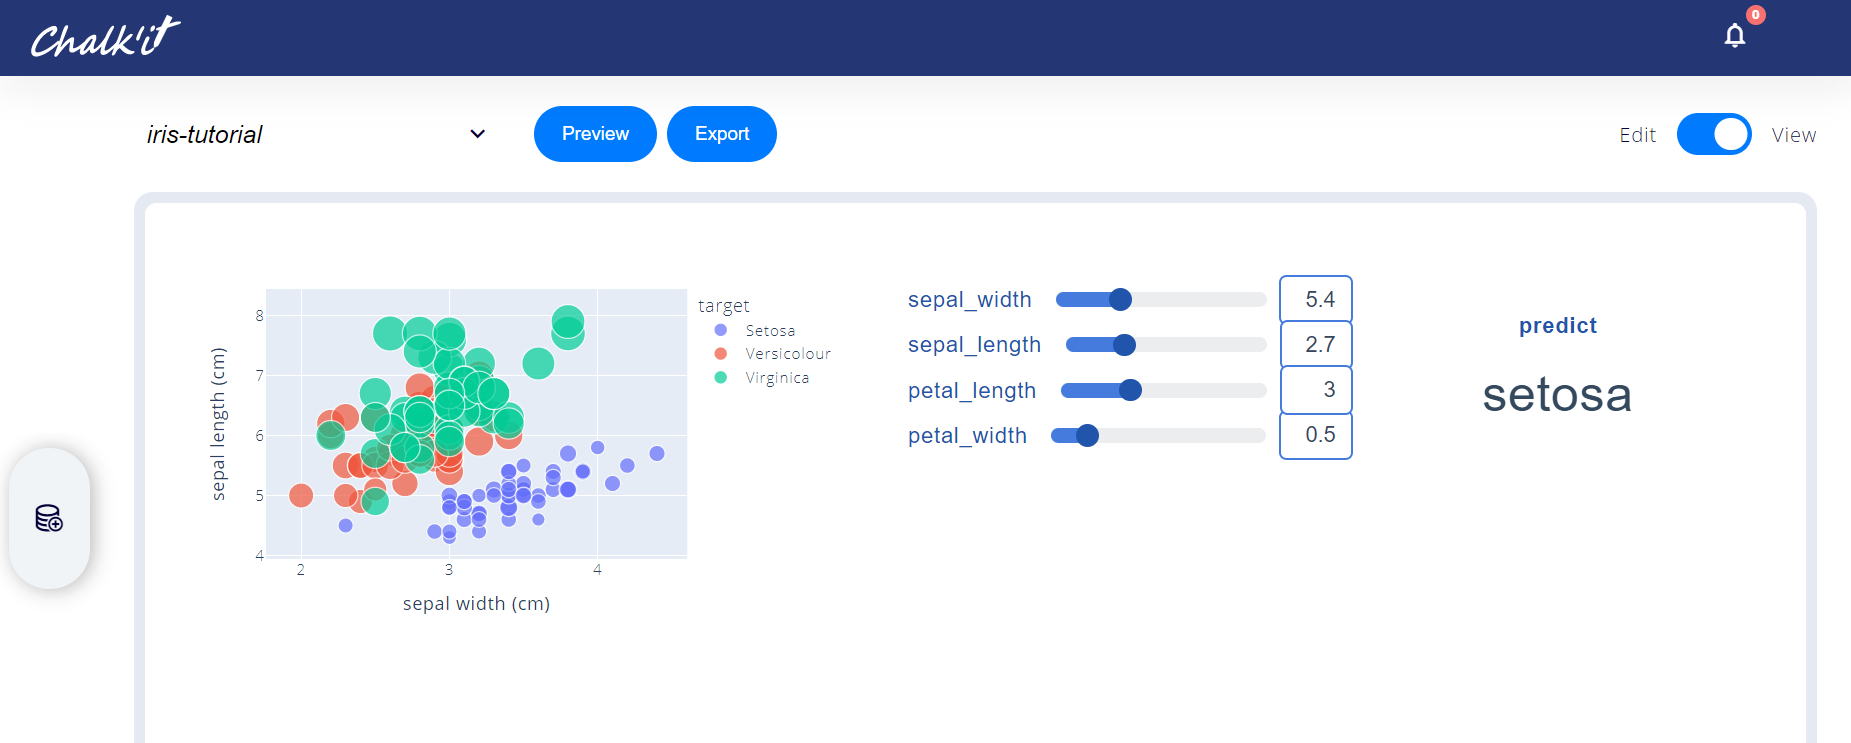 Chalk'it
0
iris-tutorial
Preview
Export
Edit
View
8
7
6
5
4
2
3
4
sepal length (cm)
sepal width (cm)
target
Setosa
Versicolour
Virginica
sepal_width
5.4
sepal_length
2.7
petal_length
3
petal_width
0.5
predict
setosa